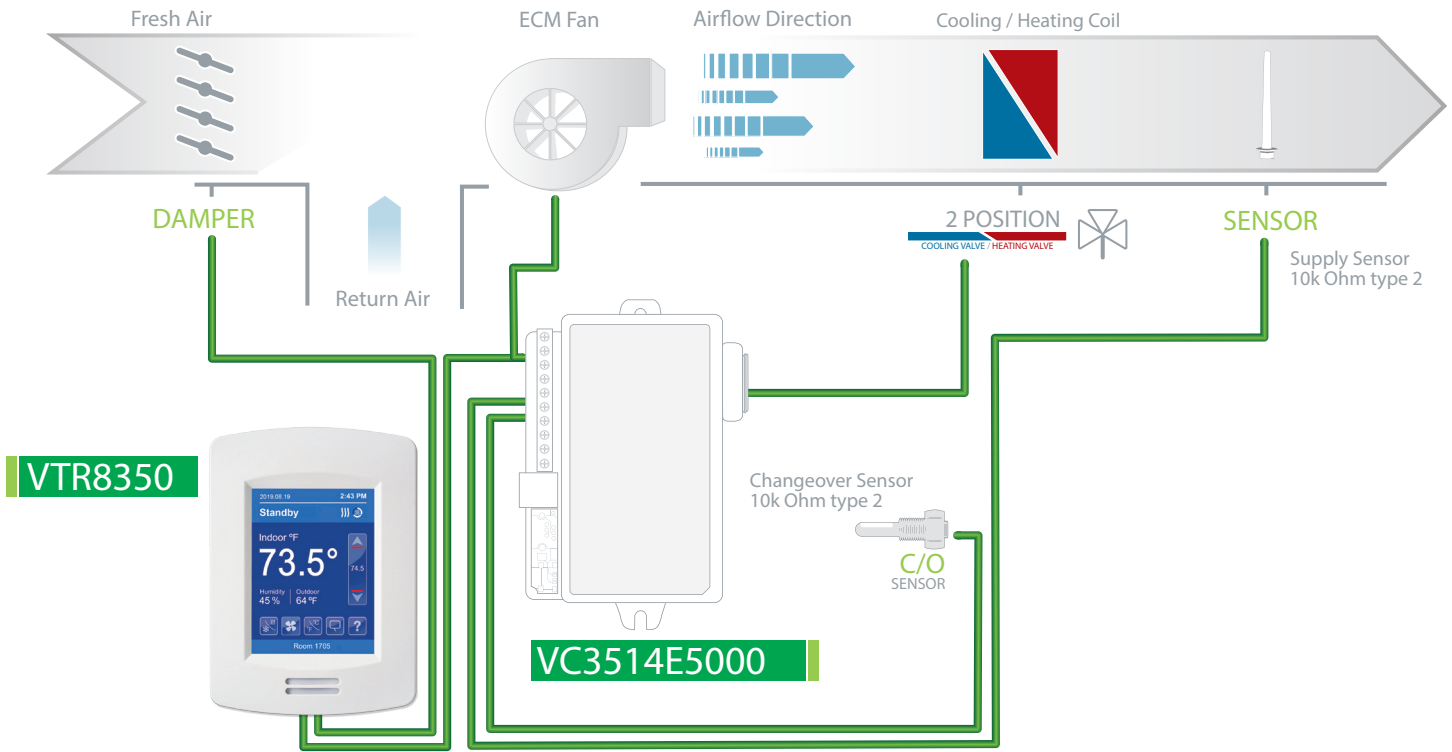 Fresh Air
ECM Fan
Airflow Direction
Cooling / Heating Coil
DAMPER
Return Air
2 POSITION
COOLING VALVE / HEATING VALVE
SENSOR
Supply Sensor
10k Ohm type 2
VTR8350
2019.08.19 2:43 PM
Standby
Indoor °F
73.5°
74.5
Humidity Outdoor
45 % 64 °F
°C
°F
?
Room 1705
Changeover Sensor
10k Ohm type 2
C/O
SENSOR
VC3514E5000